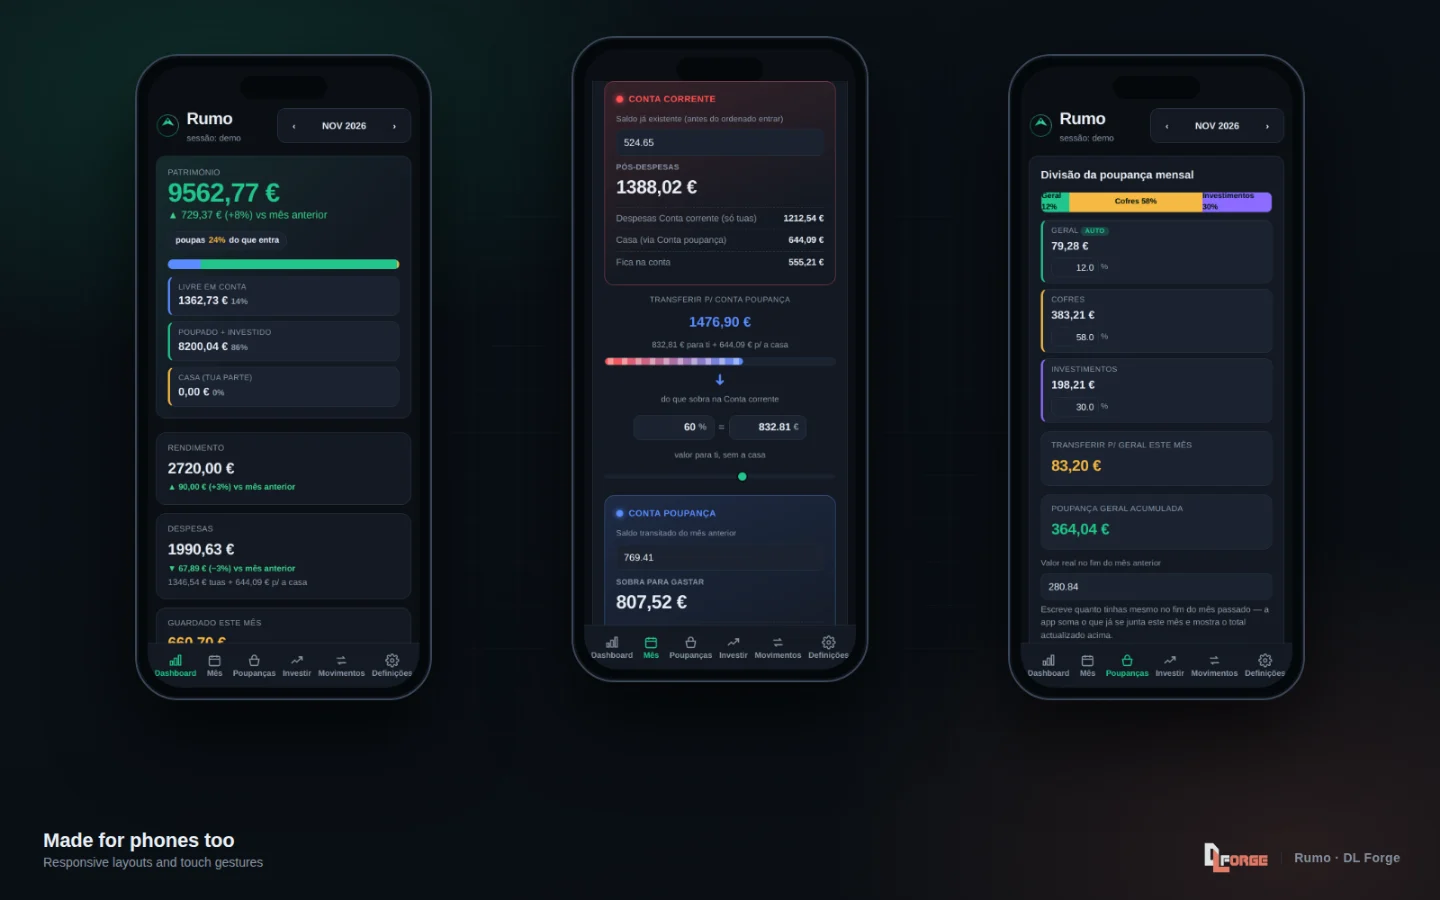 Rumo
sessão: demo
‹ NOV 2026 ›
PATRIMÓNIO
9562,77 €
▲ 729,37 € (+8%) vs mês anterior
poupas 24% do que entra
LIVRE EM CONTA
1362,73 € 14%
POUPADO + INVESTIDO
8200,04 € 86%
CASA (TUA PARTE)
0,00 € 0%
RENDIMENTO
2720,00 €
▲ 90,00 € (+3%) vs mês anterior
DESPESAS
1990,63 €
▼ 67,89 € (−3%) vs mês anterior
1346,54 € tuas + 644,09 € p/ a casa
GUARDADO ESTE MÊS
660,70 €
Dashboard Mês Poupanças Investir Movimentos Definições
CONTA CORRENTE
Saldo já existente (antes do ordenado entrar)
524.65
PÓS-DESPESAS
1388,02 €
Despesas Conta corrente (só tuas) 1212,54 €
Casa (via Conta poupança) 644,09 €
Fica na conta 555,21 €
TRANSFERIR P/ CONTA POUPANÇA
1476,90 €
832,81 € para ti + 644,09 € p/ a casa
do que sobra na Conta corrente
60 % = 832.81 €
valor para ti, sem a casa
CONTA POUPANÇA
Saldo transitado do mês anterior
769.41
SOBRA PARA GASTAR
807,52 €
Dashboard Mês Poupanças Investir Movimentos Definições
Rumo
sessão: demo
‹ NOV 2026 ›
Divisão da poupança mensal
Geral 12% Cofres 58% Investimentos 30%
GERAL AUTO
79,28 €
12.0 %
COFRES
383,21 €
58.0 %
INVESTIMENTOS
198,21 €
30.0 %
TRANSFERIR P/ GERAL ESTE MÊS
83,20 €
POUPANÇA GERAL ACUMULADA
364,04 €
Valor real no fim do mês anterior
280.84
Escreve quanto tinhas mesmo no fim do mês passado — a
app soma o que já se junta este mês e mostra o total
actualizado acima.
Dashboard Mês Poupanças Investir Movimentos Definições
Made for phones too
Responsive layouts and touch gestures
DL FORGE
Rumo · DL Forge